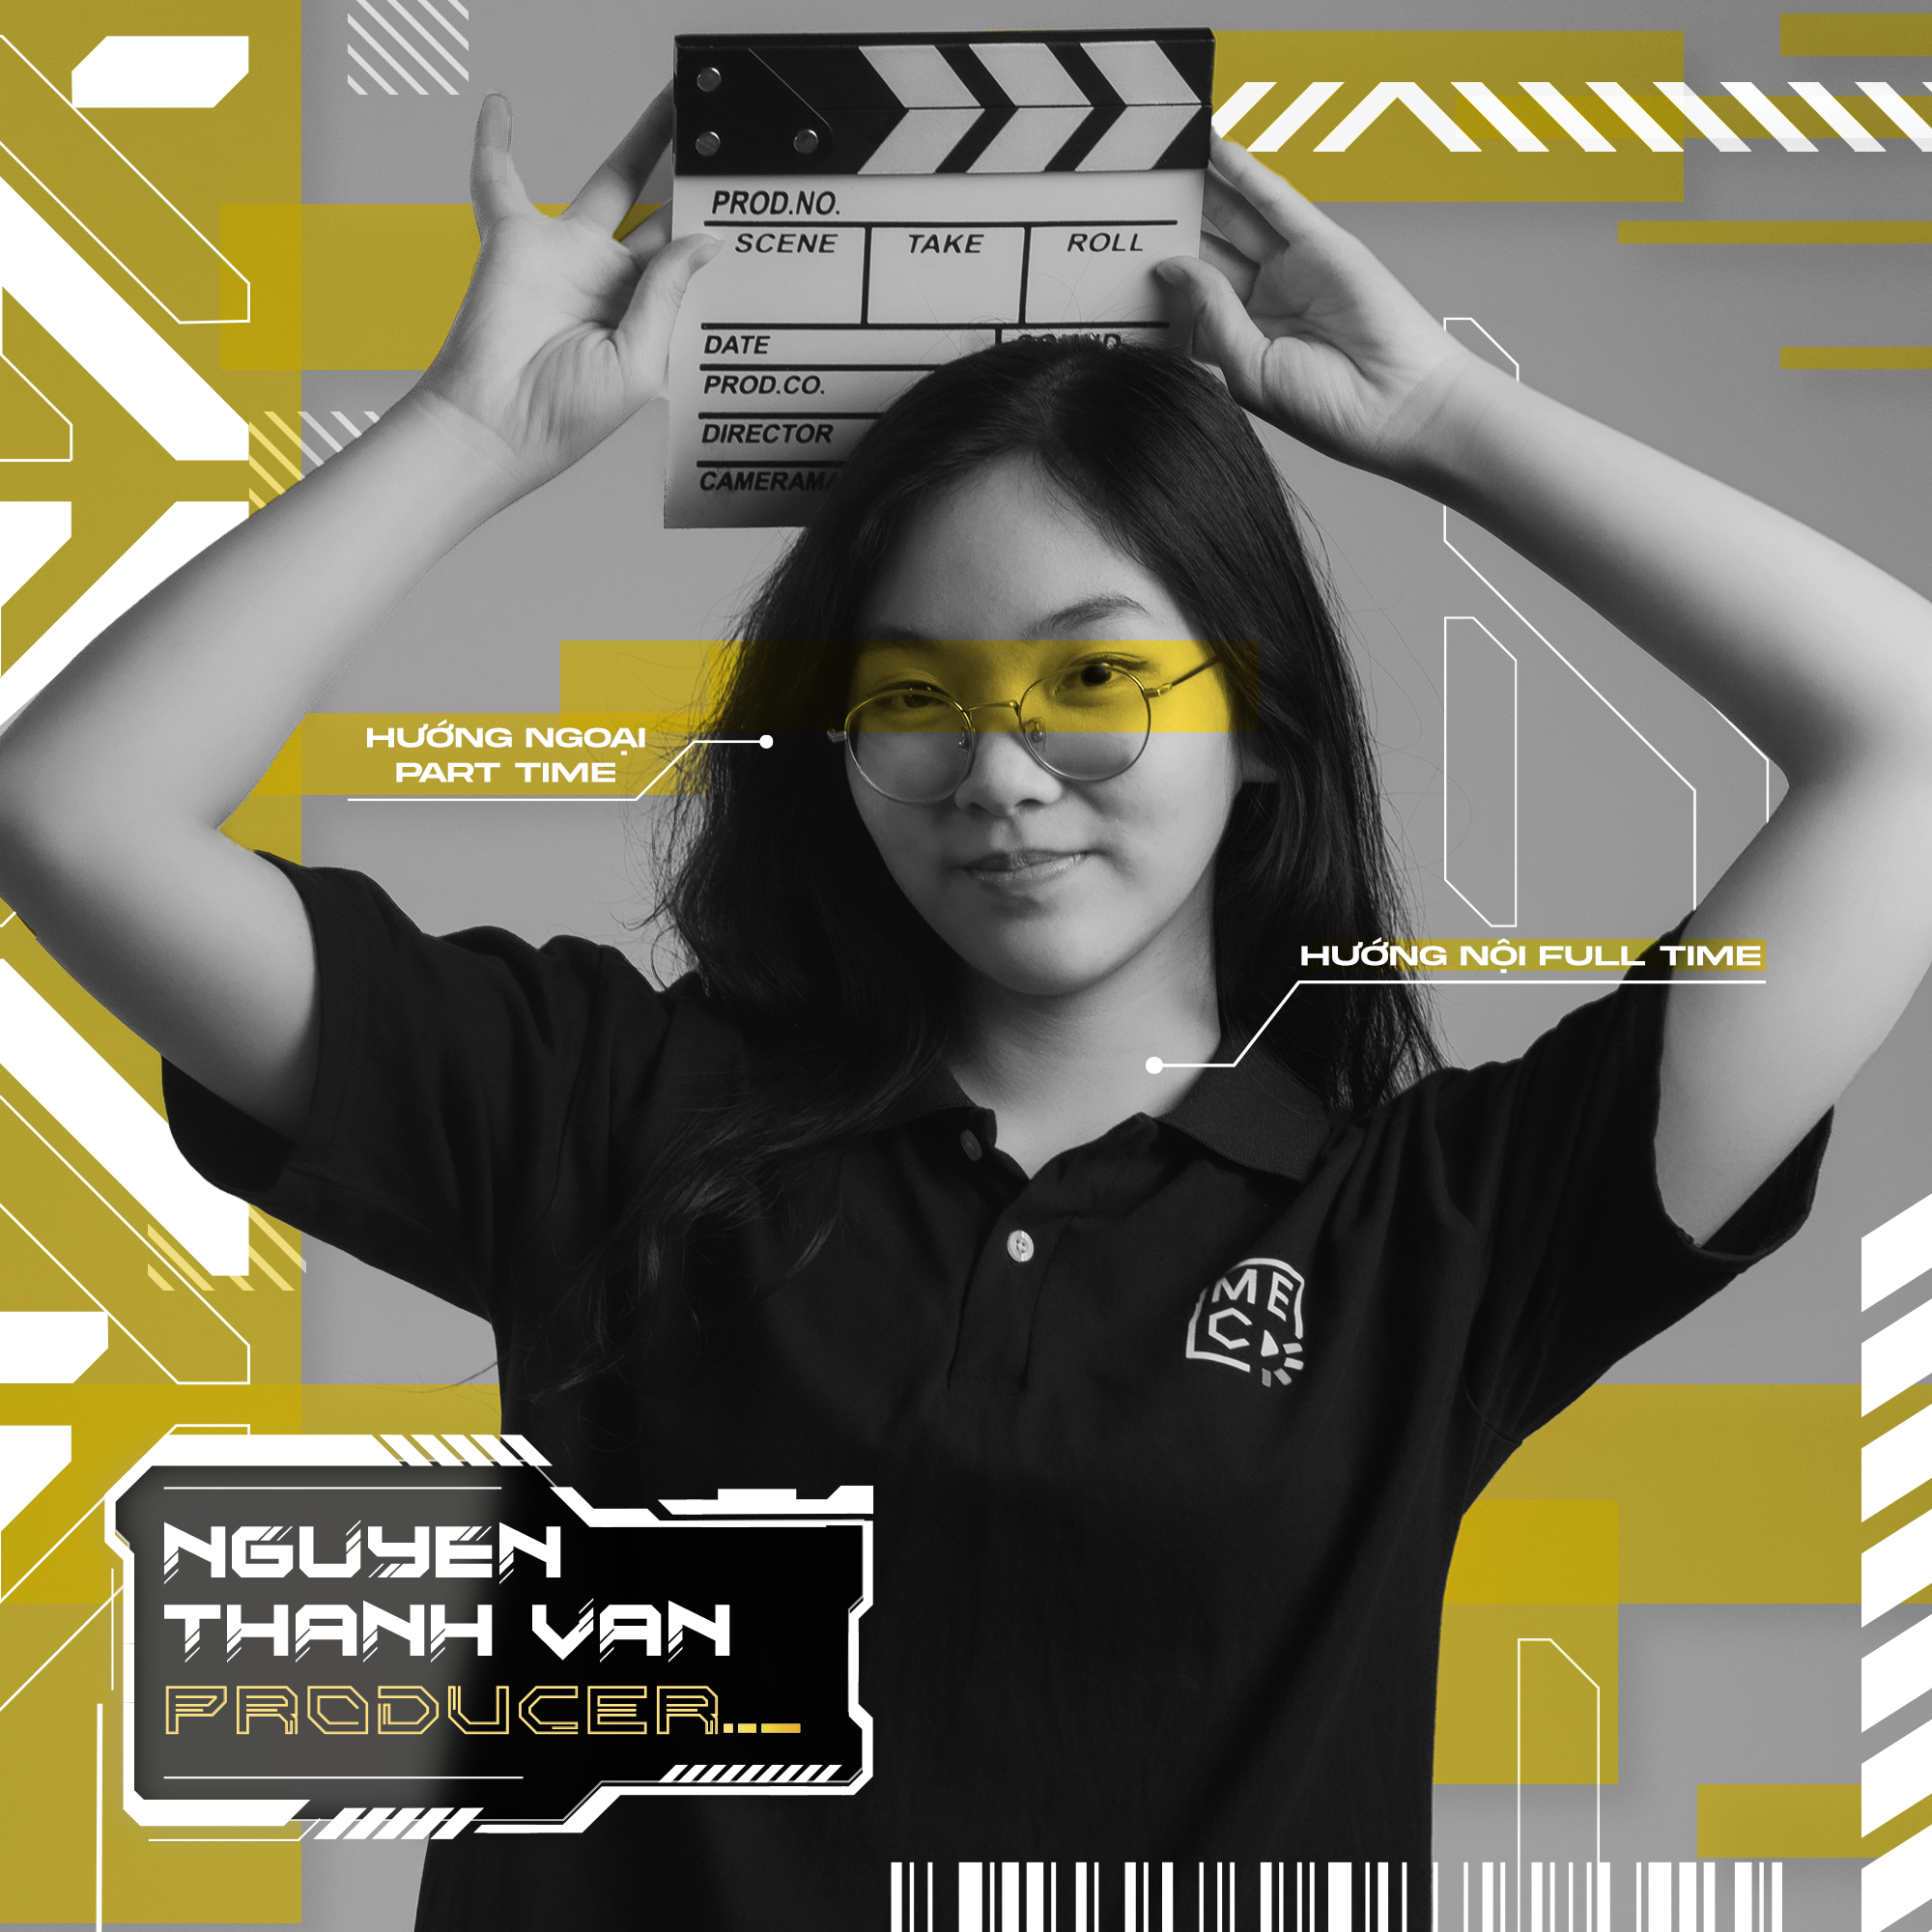 PROD.NO.
SCENE TAKE ROLL
DATE
PROD.CO.
DIRECTOR
HƯỚNG NGOẠI
PART TIME
HƯỚNG NỘI FULL TIME
ME
C
NGUYEN
THANH VAN
PRODUCER...